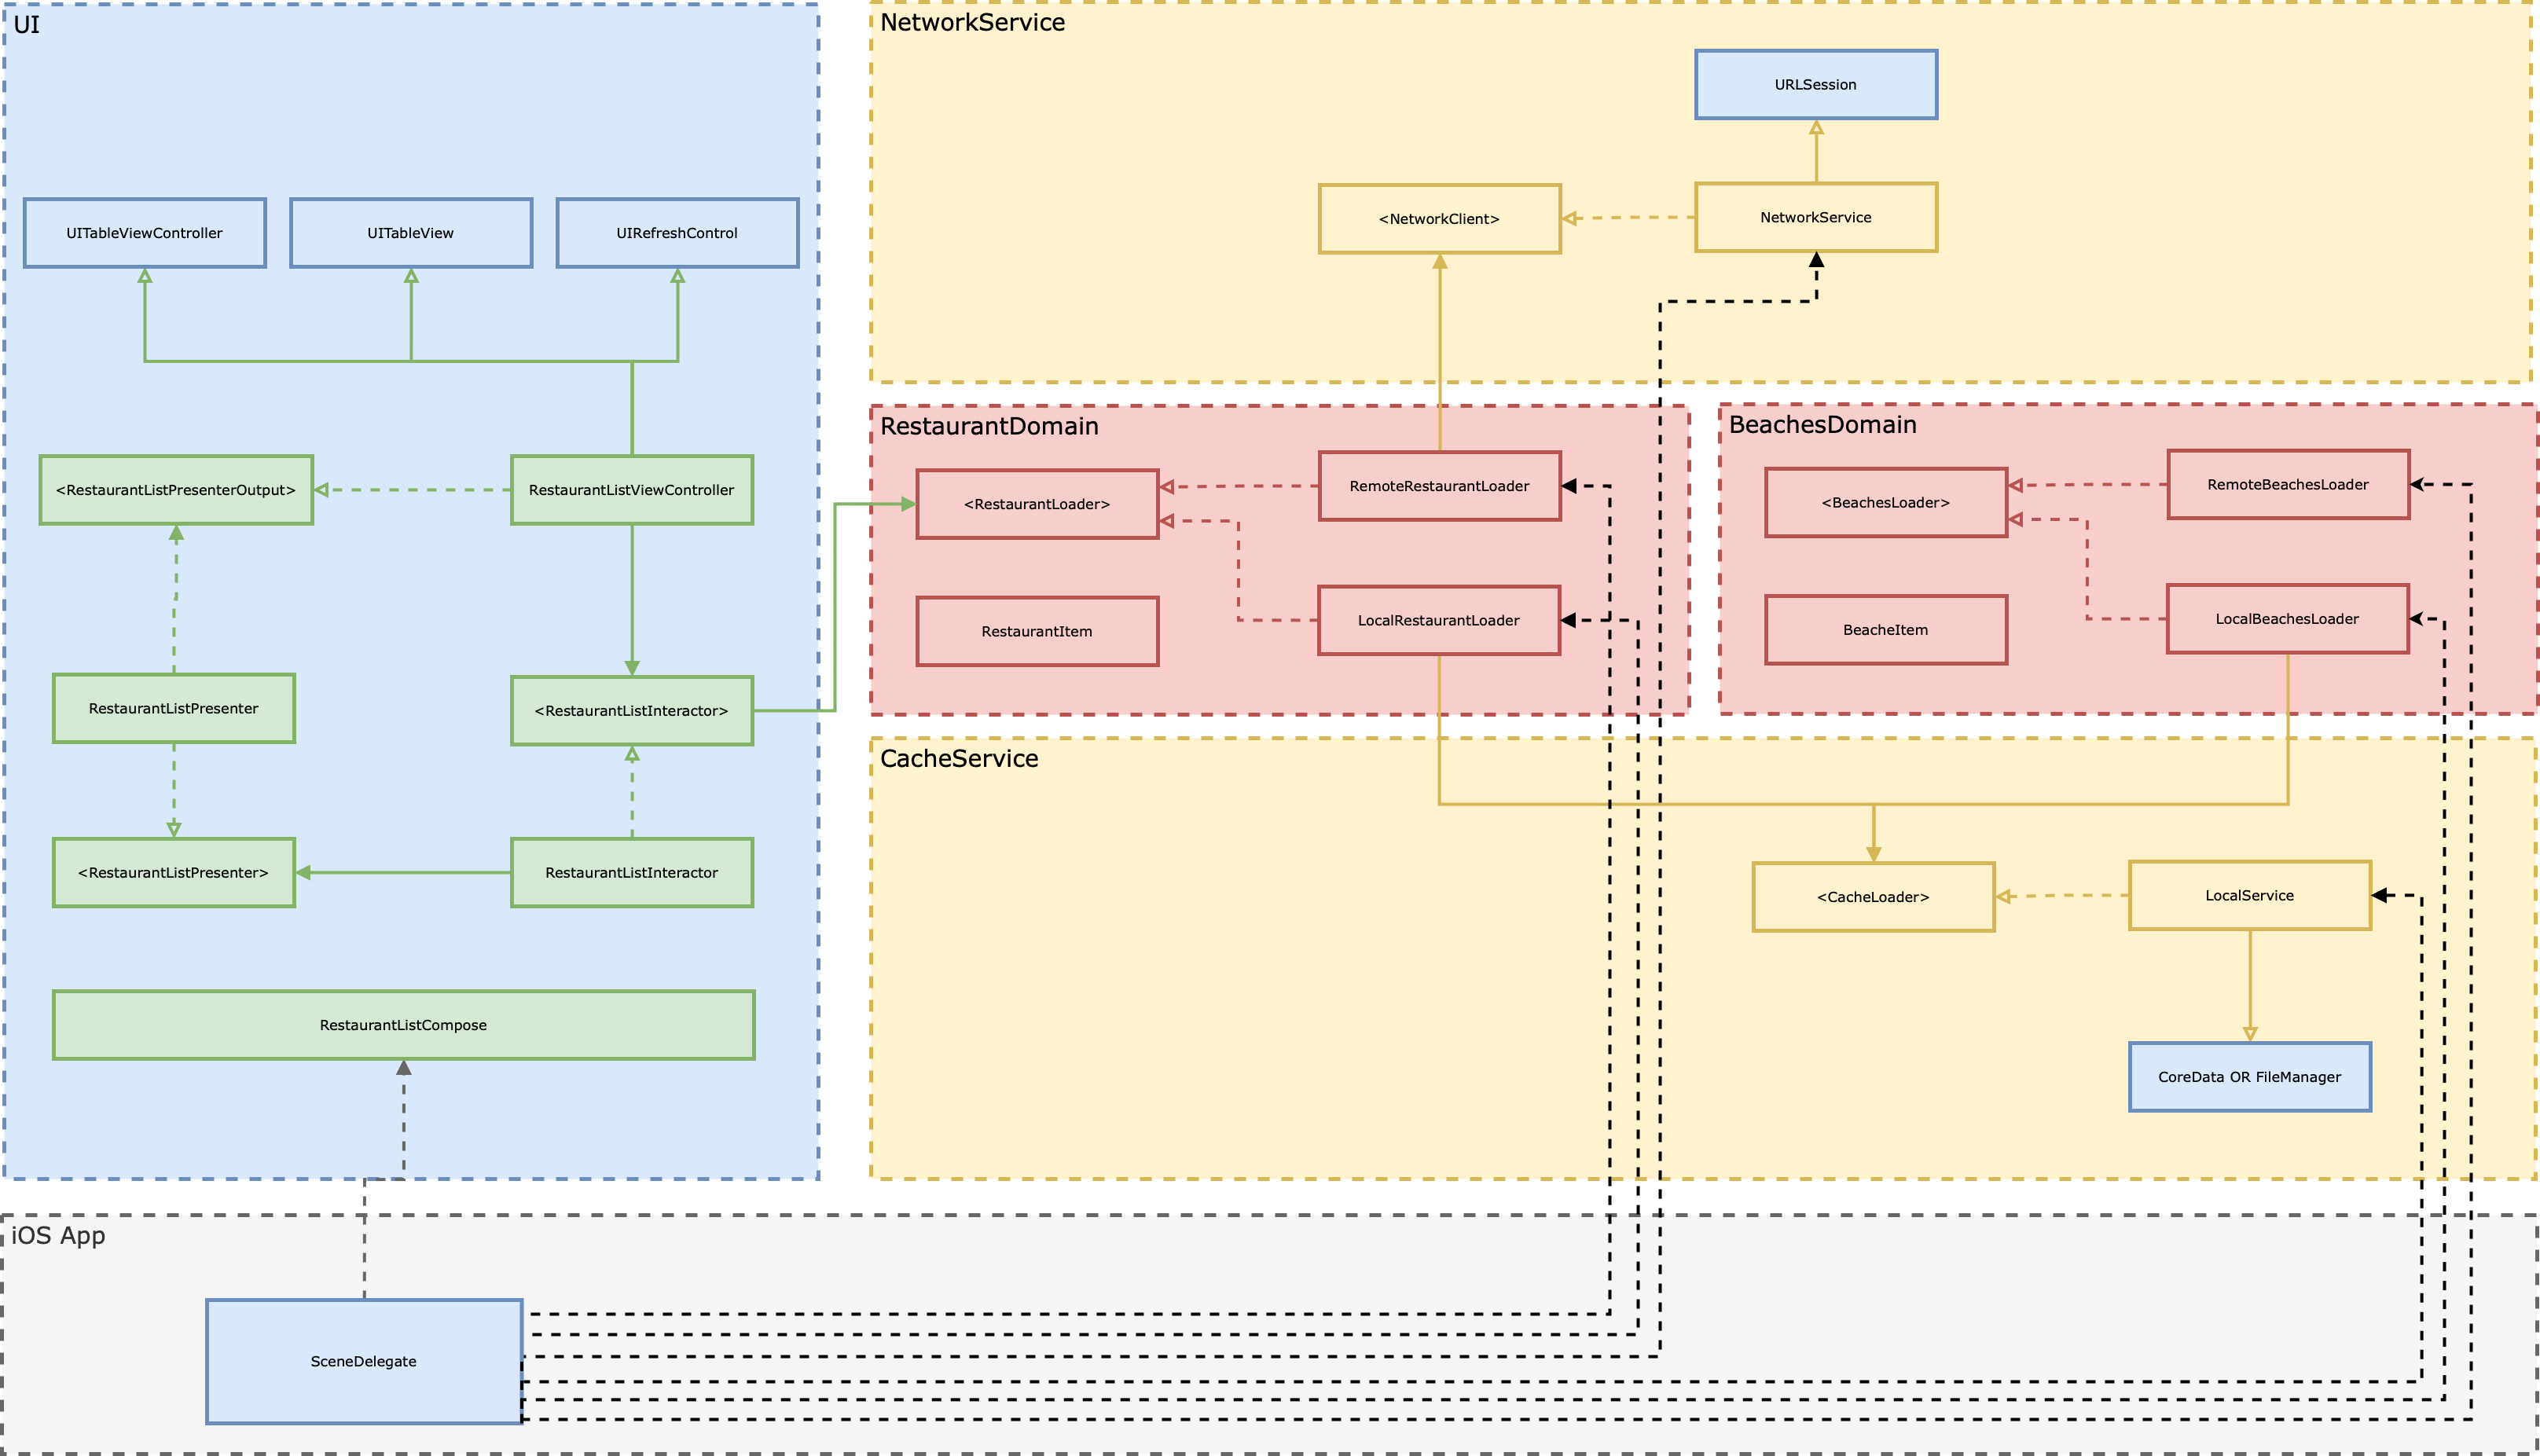 UI
UITableViewController
UITableView
UIRefreshControl
<RestaurantListPresenterOutput>
RestaurantListViewController
RestaurantListPresenter
<RestaurantListInteractor>
<RestaurantListPresenter>
RestaurantListInteractor
RestaurantListCompose
NetworkService
URLSession
<NetworkClient>
NetworkService
RestaurantDomain
<RestaurantLoader>
RemoteRestaurantLoader
RestaurantItem
LocalRestaurantLoader
BeachesDomain
<BeachesLoader>
RemoteBeachesLoader
BeacheItem
LocalBeachesLoader
CacheService
<CacheLoader>
LocalService
CoreData OR FileManager
iOS App
SceneDelegate